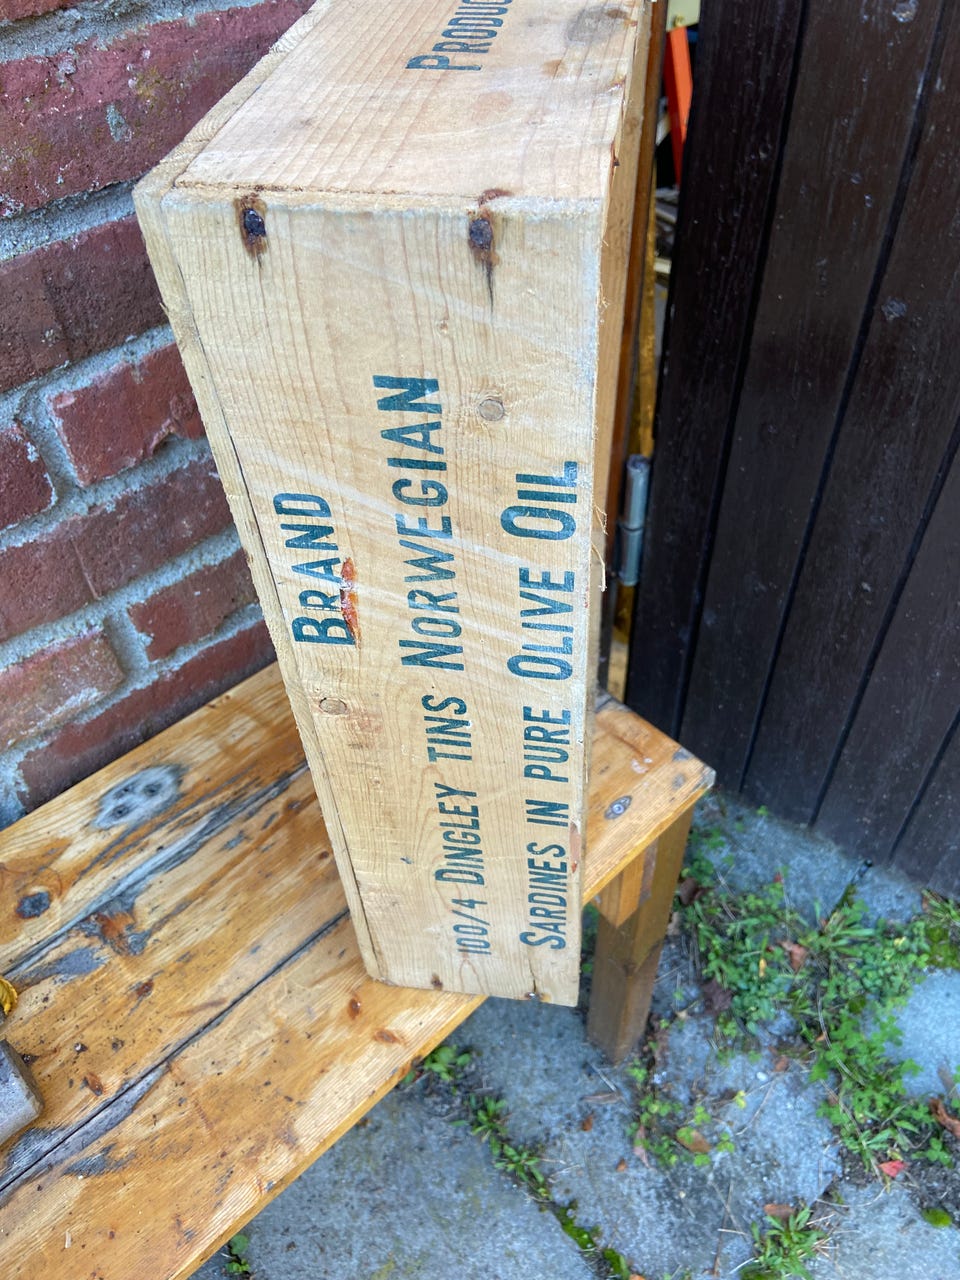 BRAND
100/4 DINGLEY TINS NORWEGIAN
SARDINES IN PURE OLIVE OIL